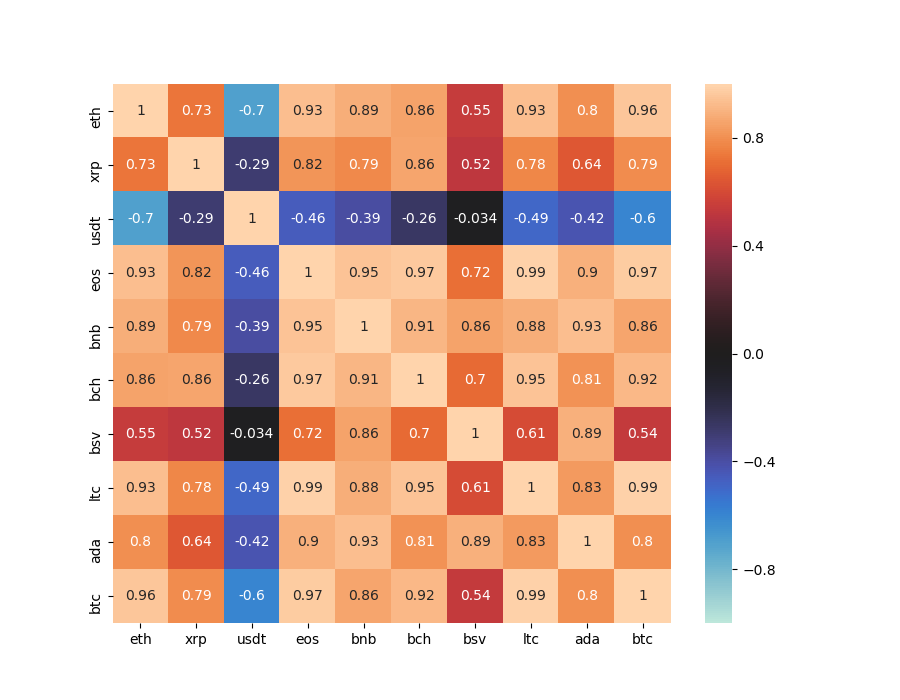 eth 1 0.73 -0.7 0.93 0.89 0.86 0.55 0.93 0.8 0.96
xrp 0.73 1 -0.29 0.82 0.79 0.86 0.52 0.78 0.64 0.79
usdt -0.7 -0.29 1 -0.46 -0.39 -0.26 -0.034 -0.49 -0.42 -0.6
eos 0.93 0.82 -0.46 1 0.95 0.97 0.72 0.99 0.9 0.97
bnb 0.89 0.79 -0.39 0.95 1 0.91 0.86 0.88 0.93 0.86
bch 0.86 0.86 -0.26 0.97 0.91 1 0.7 0.95 0.81 0.92
bsv 0.55 0.52 -0.034 0.72 0.86 0.7 1 0.61 0.89 0.54
ltc 0.93 0.78 -0.49 0.99 0.88 0.95 0.61 1 0.83 0.99
ada 0.8 0.64 -0.42 0.9 0.93 0.81 0.89 0.83 1 0.8
btc 0.96 0.79 -0.6 0.97 0.86 0.92 0.54 0.99 0.8 1
eth xrp usdt eos bnb bch bsv ltc ada btc
0.8
0.4
0.0
−0.4
−0.8